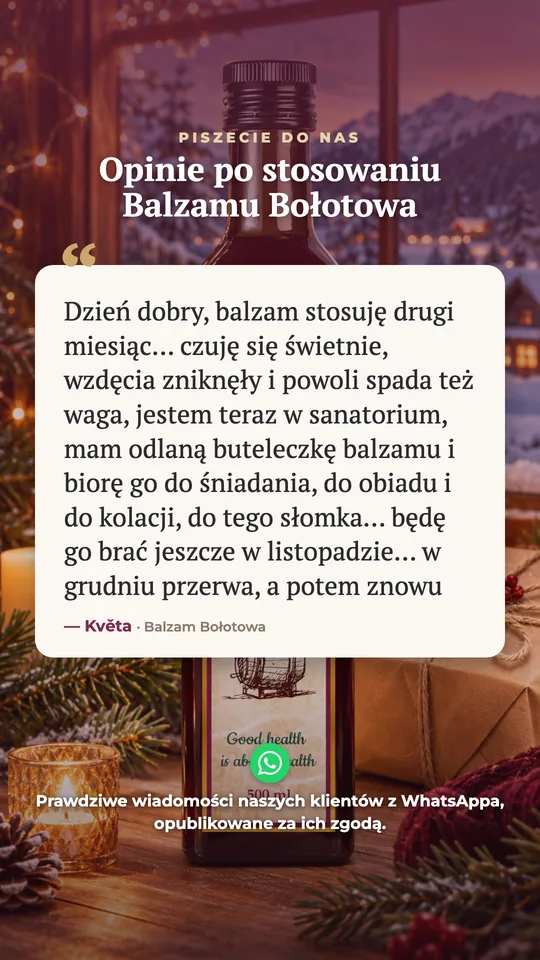 PISZECIE DO NAS
Opinie po stosowaniu
Balzamu Bołotowa
“
Dzień dobry, balzam stosuję drugi
miesiąc... czuję się świetnie,
wzdęcia zniknęły i powoli spada też
waga, jestem teraz w sanatorium,
mam odlaną buteleczkę balzamu i
biorę go do śniadania, do obiadu i
do kolacji, do tego słomka... będę
go brać jeszcze w listopadzie... w
grudniu przerwa, a potem znowu
— Květa · Balzam Bołotowa
Good health
is
500 ml
Prawdziwe wiadomości naszych klientów z WhatsAppa,
opublikowane za ich zgodą.